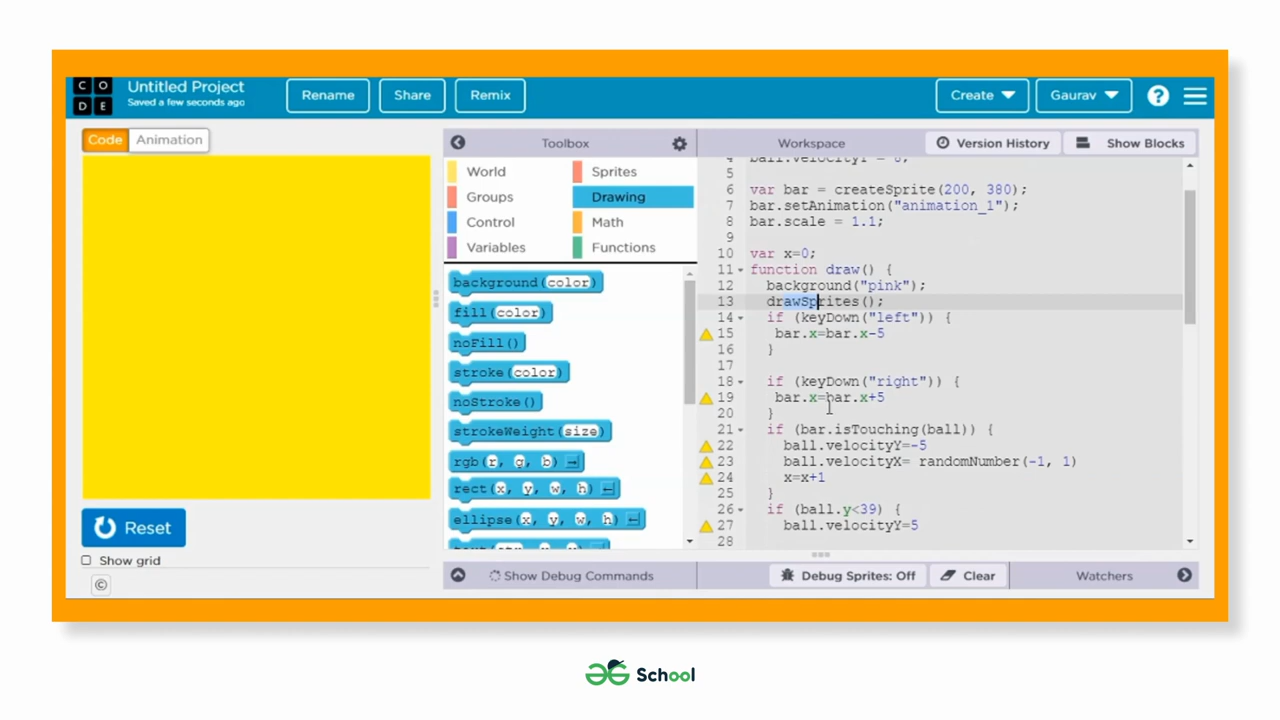 C O
D E
Untitled Project
Saved a few seconds ago
Rename
Share
Remix
Create
Gaurav
?
Code
Animation
Toolbox
Workspace
Version History
Show Blocks
World
Sprites
Groups
Drawing
Control
Math
Variables
Functions
background(color)
fill(color)
noFill()
stroke(color)
noStroke()
strokeWeight(size)
rgb(r, g, b)
rect(x, y, w, h)
ellipse(x, y, w, h)
5
6 var bar = createSprite(200, 380);
7 bar.setAnimation("animation_1");
8 bar.scale = 1.1;
9
10 var x=0;
11 function draw() {
12 background("pink");
13 drawSprites();
14 if (keyDown("left")) {
15 bar.x=bar.x-5
16 }
17
18 if (keyDown("right")) {
19 bar.x=bar.x+5
20 }
21 if (bar.isTouching(ball)) {
22 ball.velocityY=-5
23 ball.velocityX= randomNumber(-1, 1)
24 x=x+1
25 }
26 if (ball.y<39) {
27 ball.velocityY=5
28
Reset
Show grid
©
Show Debug Commands
Debug Sprites: Off
Clear
Watchers
School